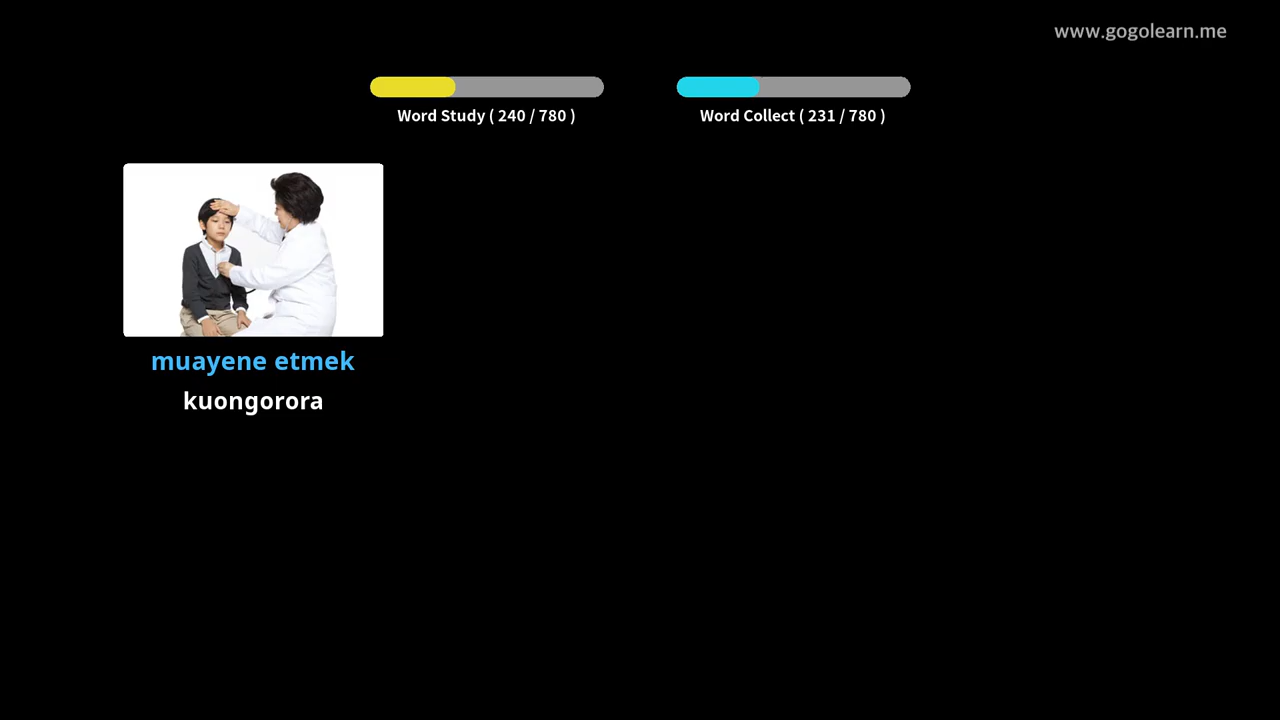 www.gogolearn.me
Word Study ( 240 / 780 )
Word Collect ( 231 / 780 )
muayene etmek
kuongorora